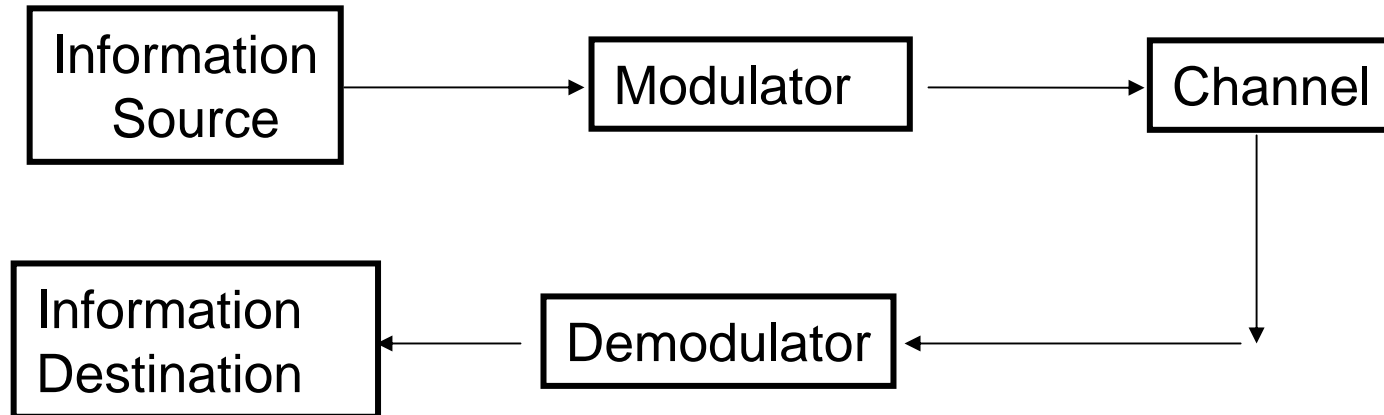 Information
Source
Modulator
Channel
Information
Destination
Demodulator